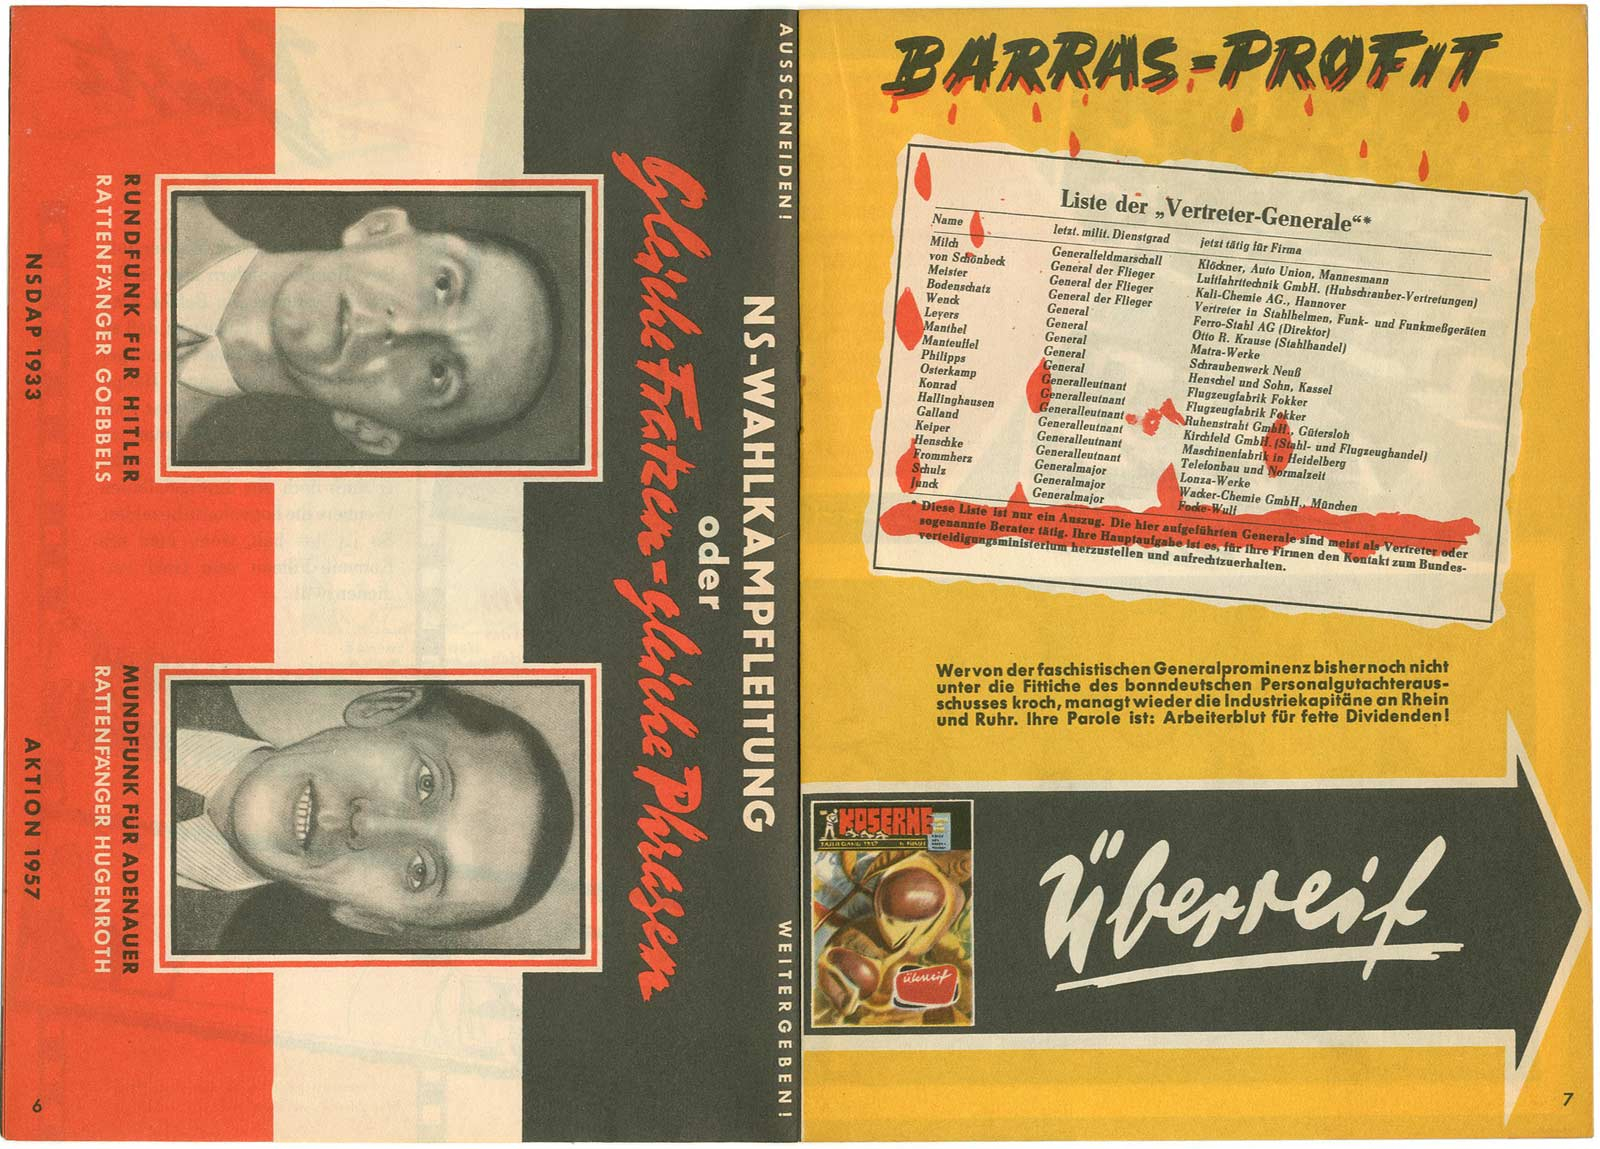 AUSSCHNEIDEN!
WEITERGEBEN!
NS-WAHLKAMPFLEITUNG
oder
Gleiche Fratzen = gleiche Phrasen
RUNDFUNK FÜR HITLER
RATTENFÄNGER GOEBBELS
NSDAP 1933
MUNDFUNK FÜR ADENAUER
RATTENFÄNGER HUGENROTH
AKTION 1957
6
BARRAS=PROFIT
Liste der „Vertreter-Generale“*
Name letzt. milit. Dienstgrad jetzt tätig für Firma
Milch Generalfeldmarschall Klöckner, Auto Union, Mannesmann
von Schönbeck General der Flieger Luftfahrttechnik GmbH. (Hubschrauber-Vertretungen)
Meister General der Flieger Kali-Chemie AG., Hannover
Bodenschatz General der Flieger Vertreter in Stahlhelmen, Funk- und Funkmeßgeräten
Wenck General Ferro-Stahl AG (Direktor)
Leyers General Otto R. Krause (Stahlhandel)
Manthel General Matra-Werke
Manteuffel General Schraubenwerk Neuß
Philipps General Henschel und Sohn, Kassel
Osterkamp Generalleutnant Flugzeugfabrik Fokker
Konrad Generalleutnant Flugzeugfabrik Fokker
Hallinghausen Generalleutnant Ruhenstraht GmbH., Gütersloh
Galland Generalleutnant Kirchfeld GmbH. (Stahl- und Flugzeughandel)
Keiper Generalleutnant Maschinenfabrik in Heidelberg
Henschke Generalleutnant Telefonbau und Normalzeit
Frommherz Generalmajor Lonza-Werke
Schulz Generalmajor Wacker-Chemie GmbH., München
Junck Generalmajor Focke-Wulf
* Diese Liste ist nur ein Auszug. Die hier aufgeführten Generale sind meist als Vertreter oder
sogenannte Berater tätig. Ihre Hauptaufgabe ist es, für ihre Firmen den Kontakt zum Bundes-
verteidigungsministerium herzustellen und aufrechtzuerhalten.
Wer von der faschistischen Generalprominenz bisher noch nicht
unter die Fittiche des bonndeutschen Personalgutachteraus-
schusses kroch, managt wieder die Industriekapitäne an Rhein
und Ruhr. Ihre Parole ist: Arbeiterblut für fette Dividenden!
KASERNE
JAHRGANG 1957
überreif
Überreif
7